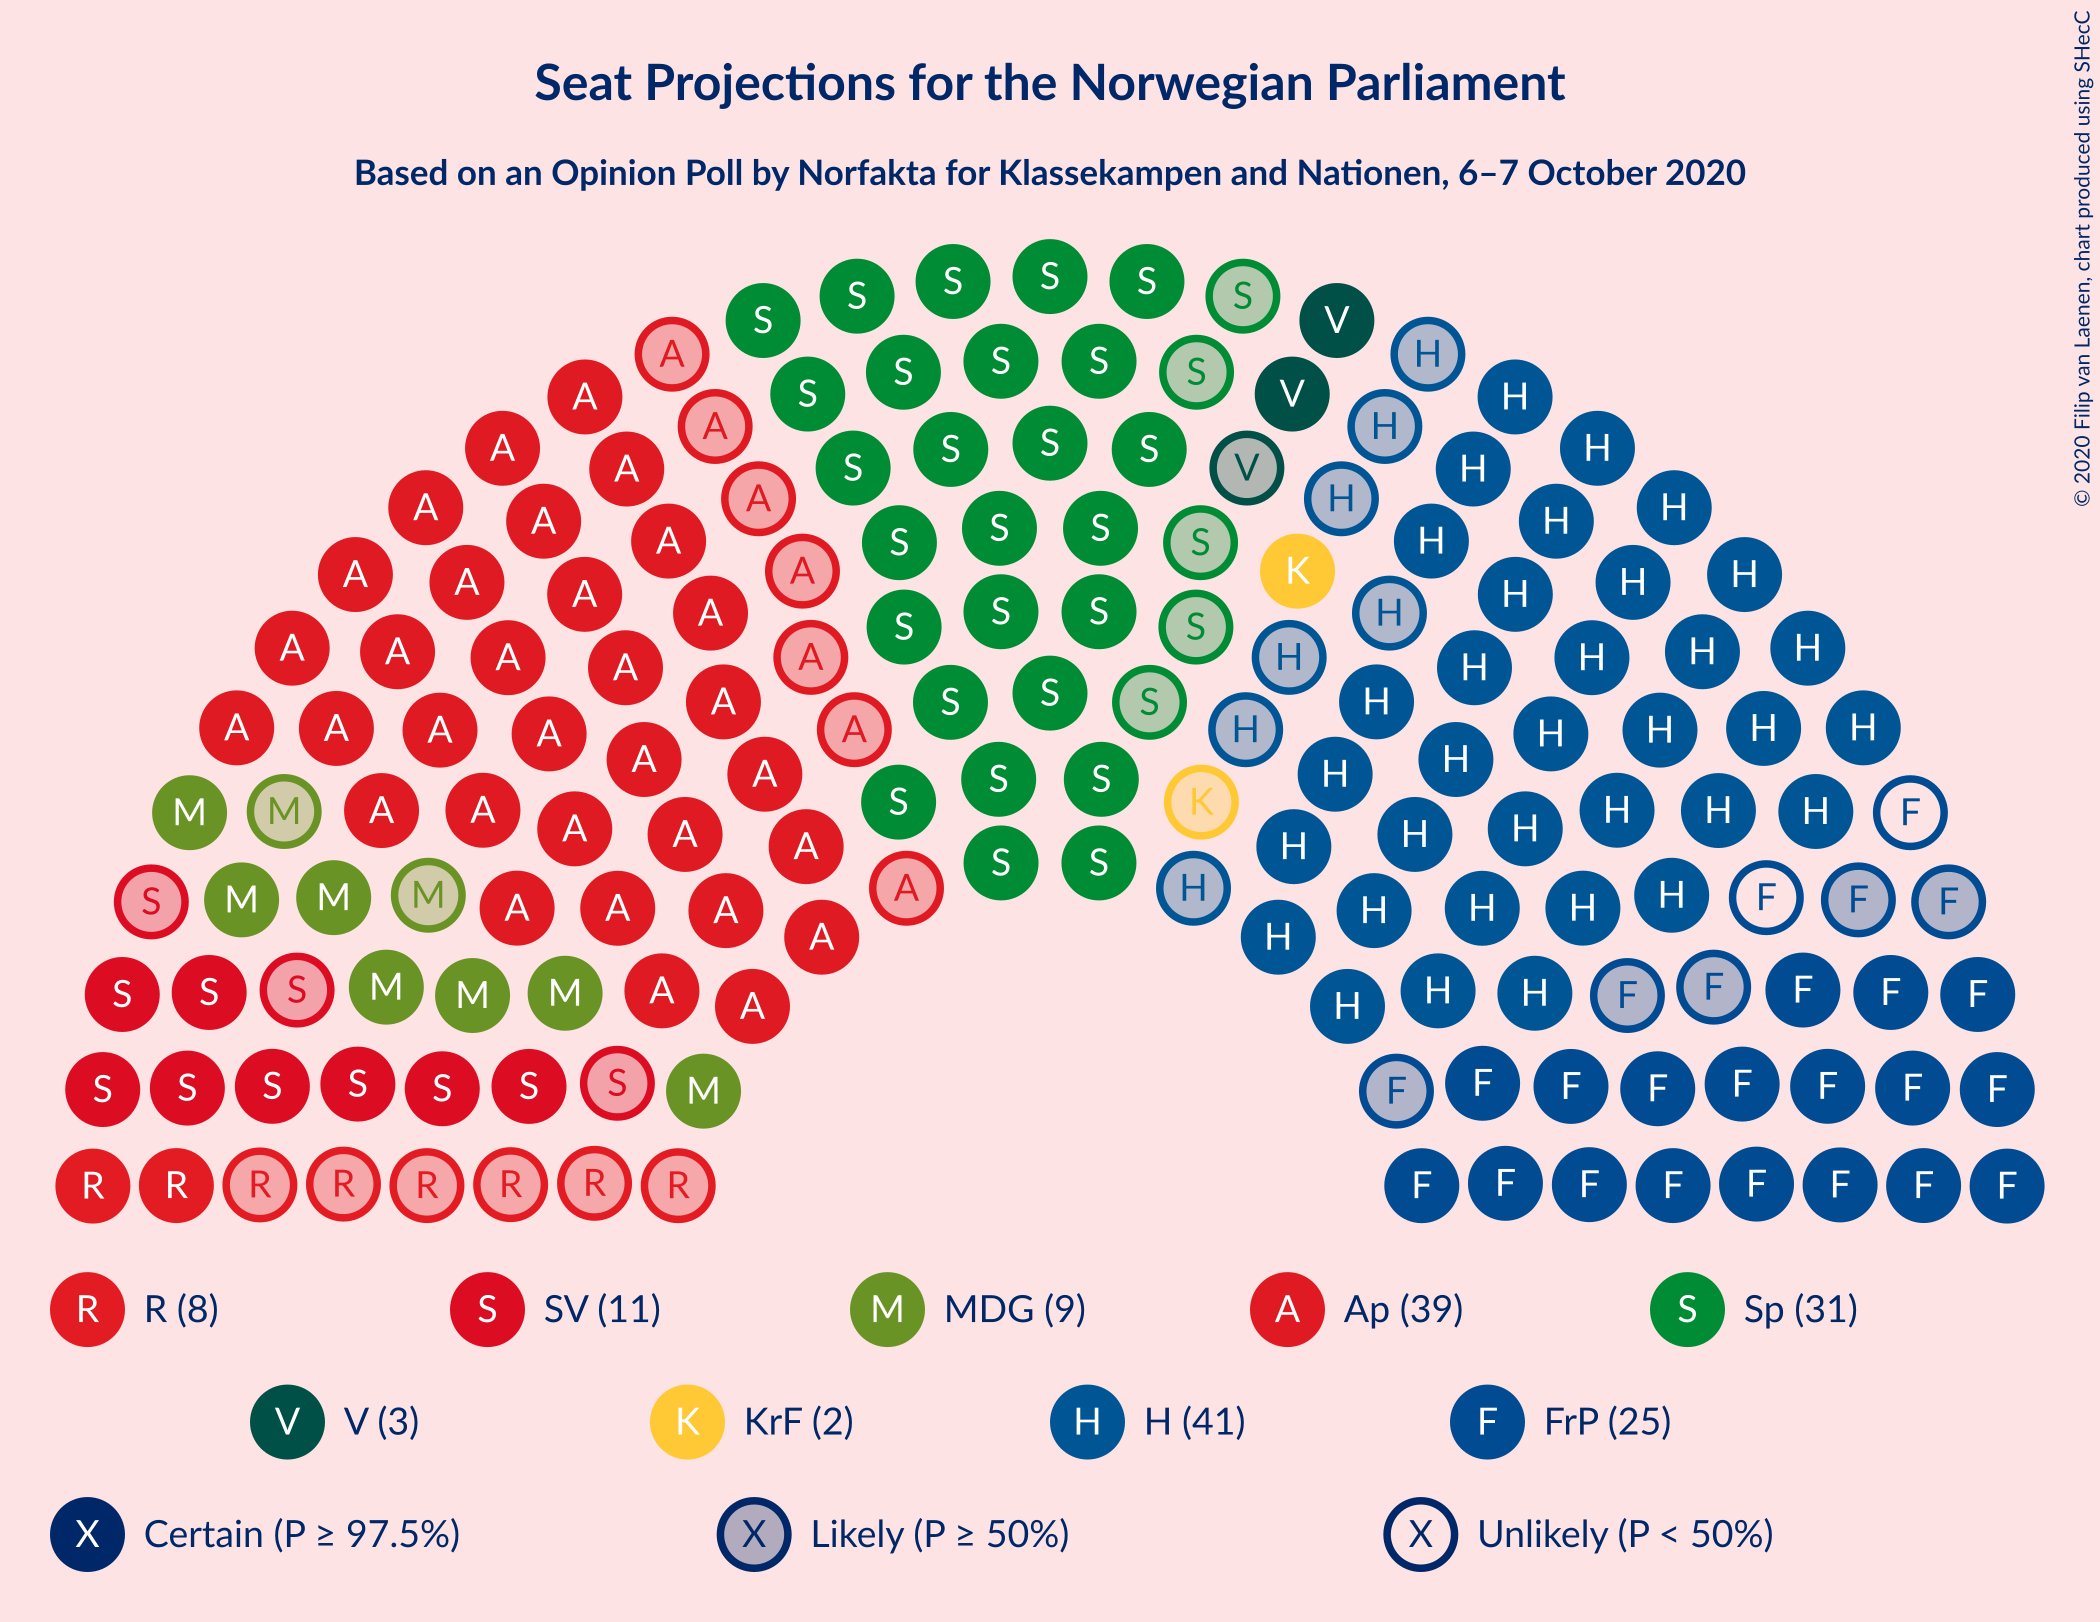 Seat Projections for the Norwegian Parliament
Based on an Opinion Poll by Norfakta for Klassekampen and Nationen, 6–7 October 2020
© 2020 Filip van Laenen, chart produced using SHecC
S S S S S S V
A S S S S S V H
A A S S S S V H H
A A A S S S S K H H H
A A A A S S S S H H H H
A A A A A S S S H H H H H
A A A A A A S S S K H H H H H H
M M A A A A A S S H H H H H H H F
S M M M A A A A A H H H H H F F F
S S S M M M A A H H H F F F F F
S S S S S S S M F F F F F F F F
R R R R R R R R F F F F F F F F
R R (8) S SV (11) M MDG (9) A Ap (39) S Sp (31)
V V (3) K KrF (2) H H (41) F FrP (25)
X Certain (P ≥ 97.5%) X Likely (P ≥ 50%) X Unlikely (P < 50%)